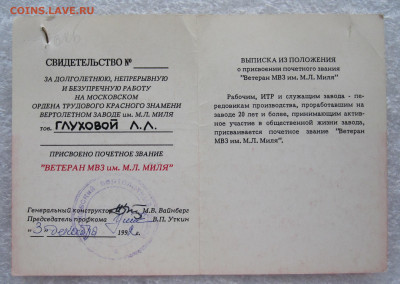 COINS.LAVE.RU
СВИДЕТЕЛЬСТВО №
ЗА ДОЛГОЛЕТНЮЮ, НЕПРЕРЫВНУЮ
И БЕЗУПРЕЧНУЮ РАБОТУ
НА МОСКОВСКОМ
ОРДЕНА ТРУДОВОГО КРАСНОГО ЗНАМЕНИ
ВЕРТОЛЕТНОМ ЗАВОДЕ ИМ. М.Л. МИЛЯ
тов. ГЛУХОВОЙ Л.Л.
ПРИСВОЕНО ПОЧЕТНОЕ ЗВАНИЕ
"ВЕТЕРАН МВЗ им. М.Л. МИЛЯ"
Генеральный конструктор М.В. Вайнберг
Председатель профкома В.П. Уткин
"3" декабря 199 г.
ВЫПИСКА ИЗ ПОЛОЖЕНИЯ
о присвоении почетного звания
"Ветеран МВЗ им. М.Л. Миля"
Рабочим, ИТР и служащим завода - пе-
редовикам производства, проработавшим на
заводе 20 лет и более, принимающим актив-
ное участие в общественной жизни завода,
присваивается почетное звание "Ветеран
МВЗ им. М.Л. Миля".